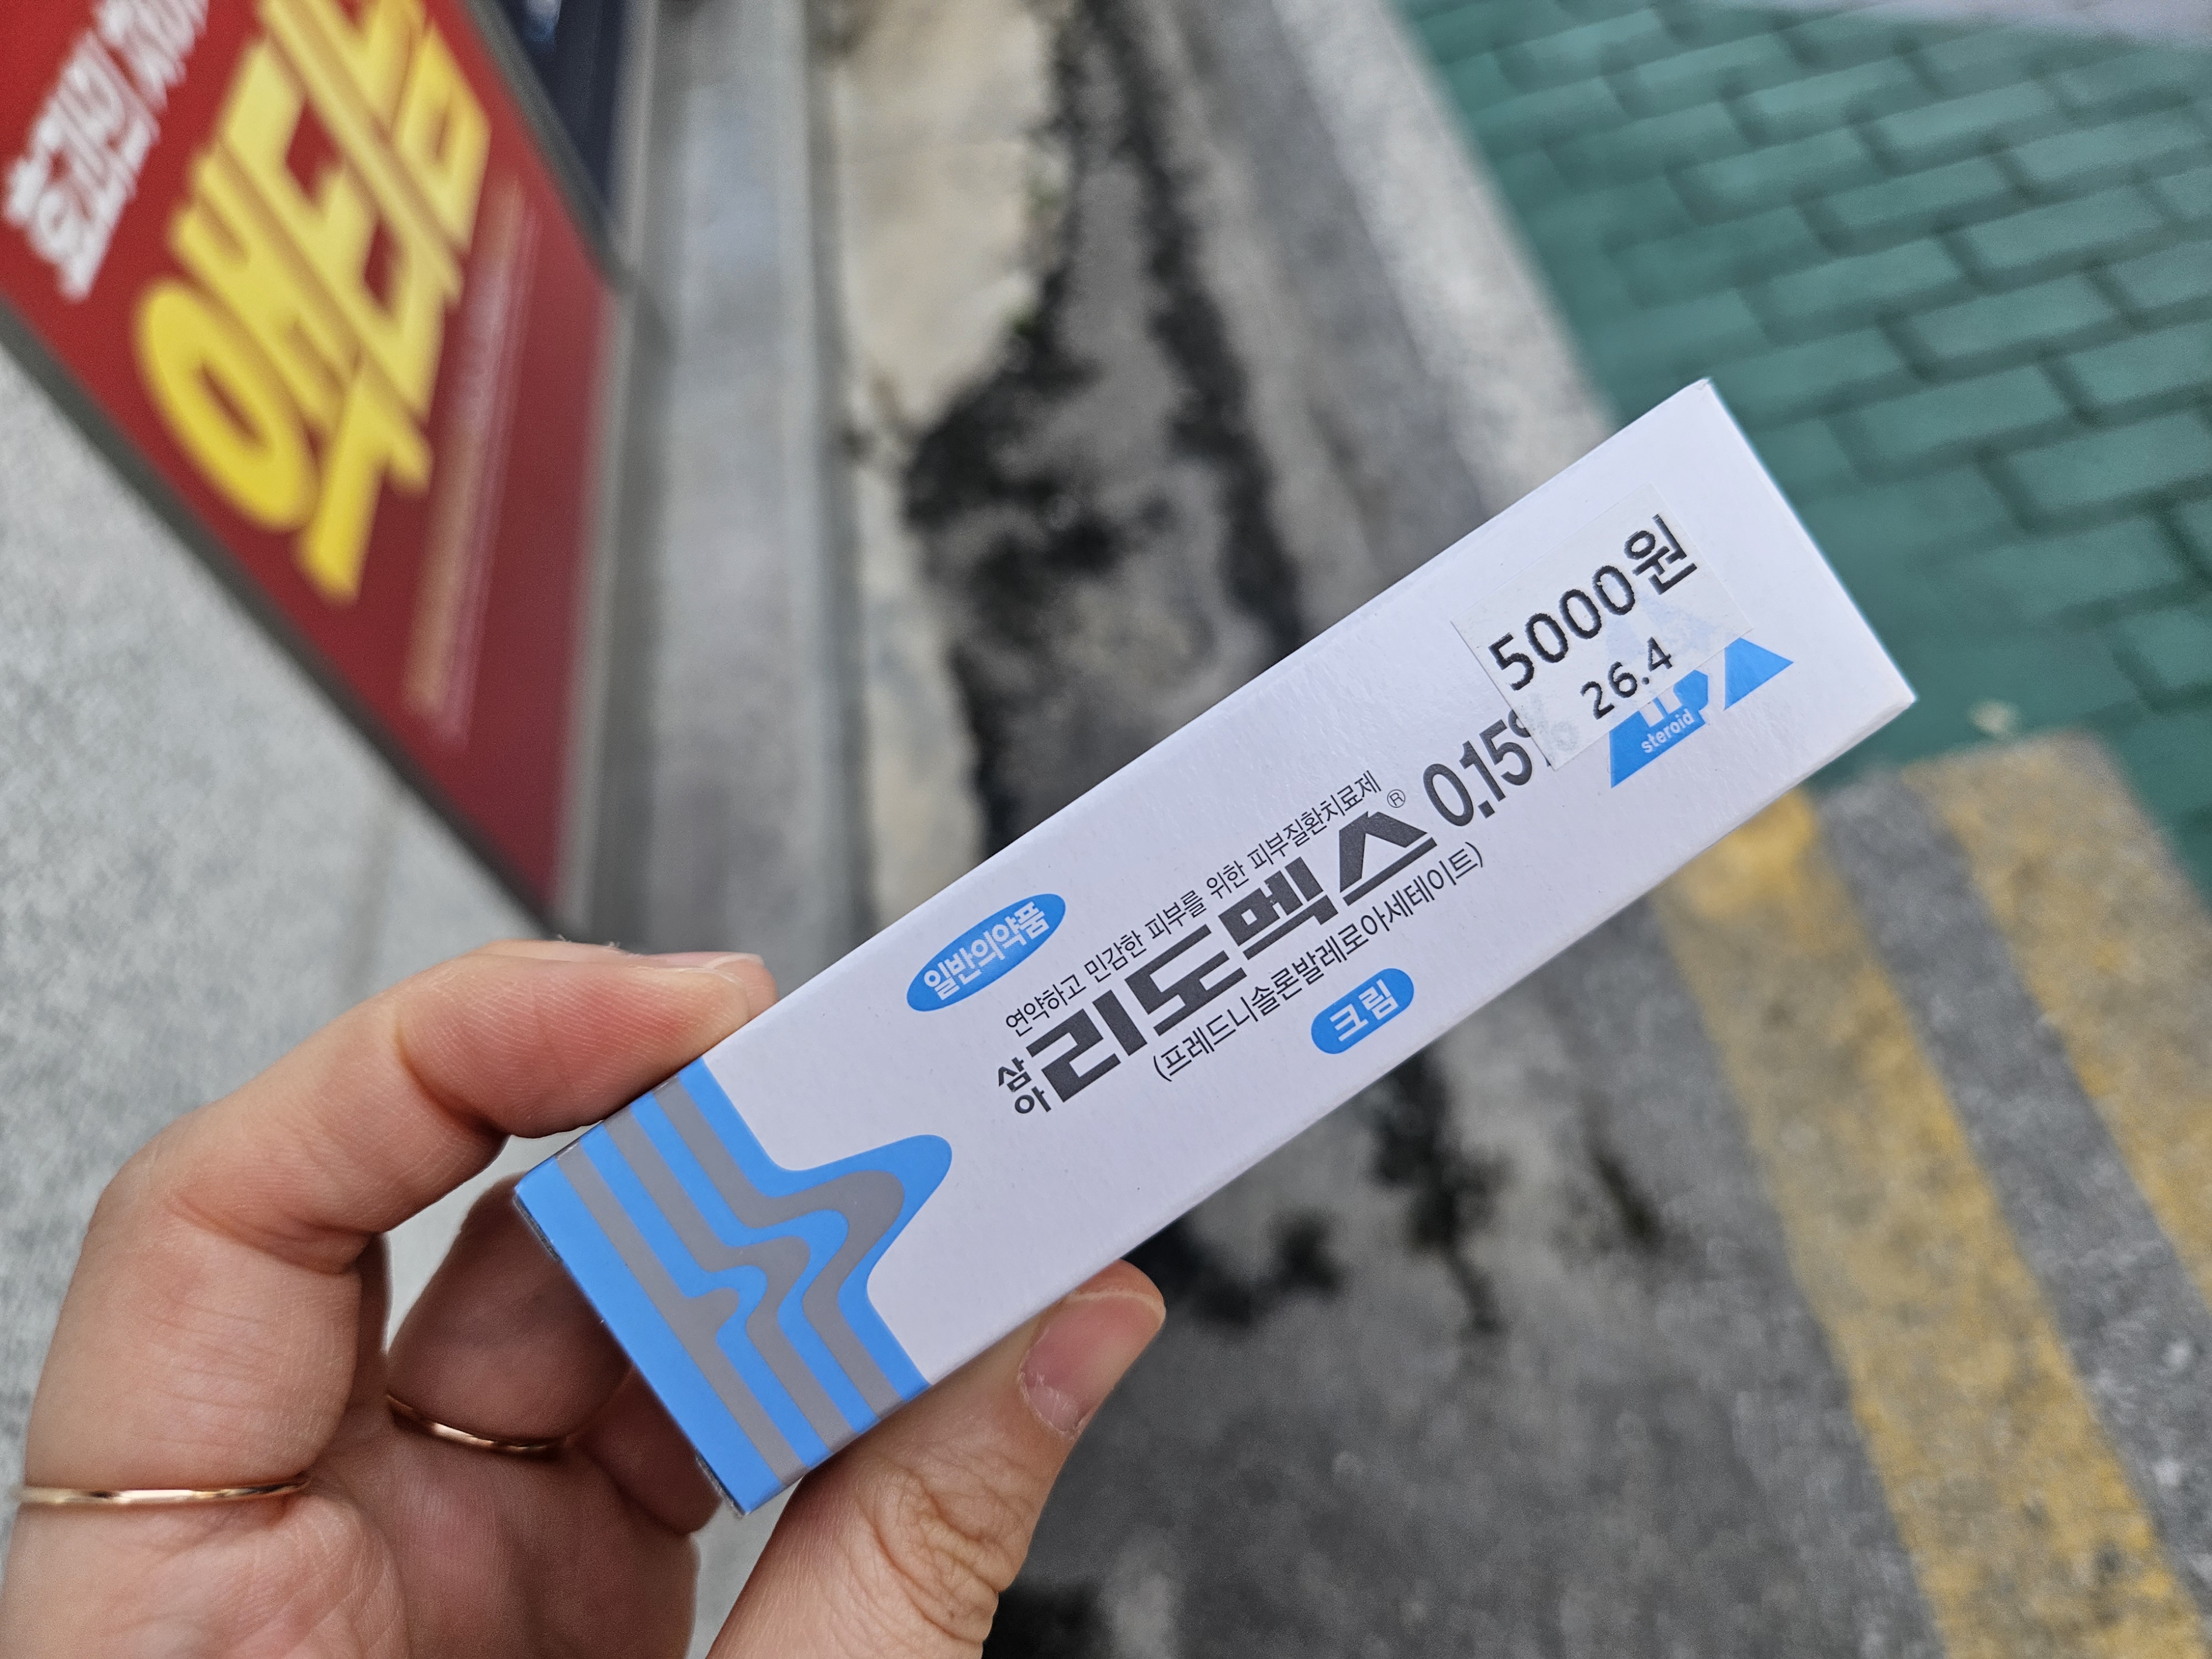 약턴
일반의약품
연약하고 민감한 피부를 위한 피부질환치료제
삼아 리도멕스® 0.15%
(프레드니솔론발레로아세테이트)
크림
5000원
26.4
steroid